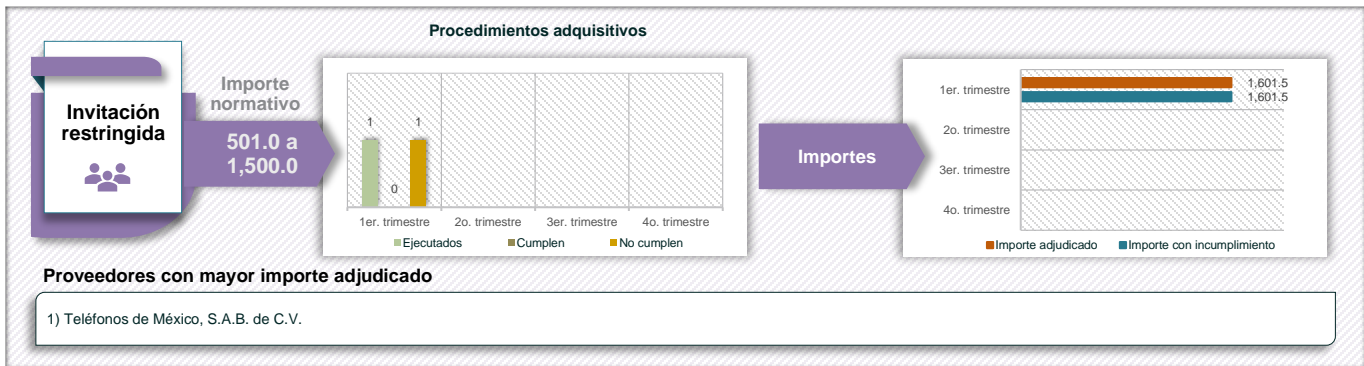 Procedimientos adquisitivos
Invitación
restringida
Importe
normativo
501.0 a
1,500.0
1
0
1
1er. trimestre
2o. trimestre
3er. trimestre
4o. trimestre
Ejecutados
Cumplen
No cumplen
Importes
1er. trimestre
1,601.5
1,601.5
2o. trimestre
3er. trimestre
4o. trimestre
Importe adjudicado
Importe con incumplimiento
Proveedores con mayor importe adjudicado
1) Teléfonos de México, S.A.B. de C.V.